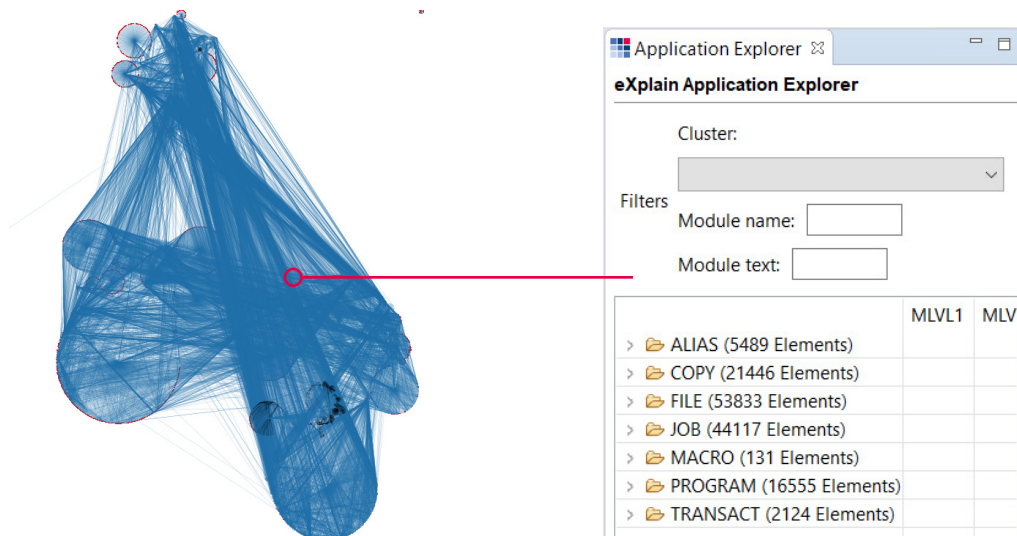 Application Explorer
eXplain Application Explorer
Cluster:
Filters
Module name:
Module text:
MLVL1 MLV
ALIAS (5489 Elements)
COPY (21446 Elements)
FILE (53833 Elements)
JOB (44117 Elements)
MACRO (131 Elements)
PROGRAM (16555 Elements)
TRANSACT (2124 Elements)